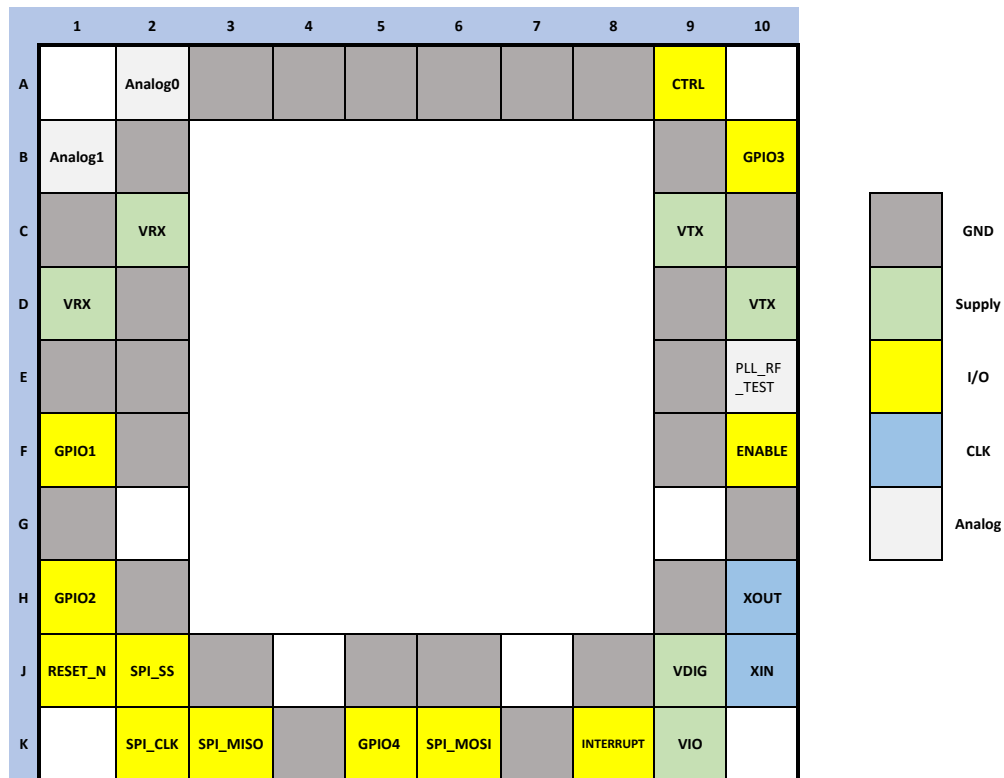 1 2 3 4 5 6 7 8 9 10
A Analog0 CTRL
B Analog1 GPIO3
C VRX VTX GND
D VRX VTX Supply
E PLL_RF
_TEST I/O
F GPIO1 ENABLE CLK
G Analog
H GPIO2 XOUT
J RESET_N SPI_SS VDIG XIN
K SPI_CLK SPI_MISO GPIO4 SPI_MOSI INTERRUPT VIO